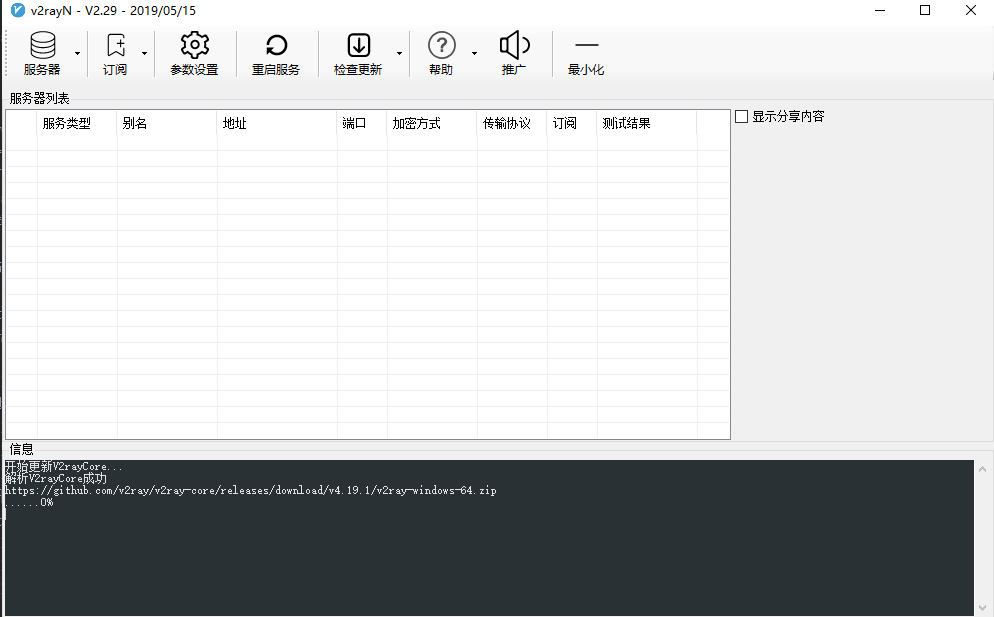 v2rayN - V2.29 - 2019/05/15
服务器 订阅 参数设置 重启服务 检查更新 帮助 推广 最小化
服务器列表
服务类型 别名 地址 端口 加密方式 传输协议 订阅 测试结果
显示分享内容
信息
开始更新V2rayCore...
解析V2rayCore成功
https://github.com/v2ray/v2ray-core/releases/download/v4.19.1/v2ray-windows-64.zip
......0%